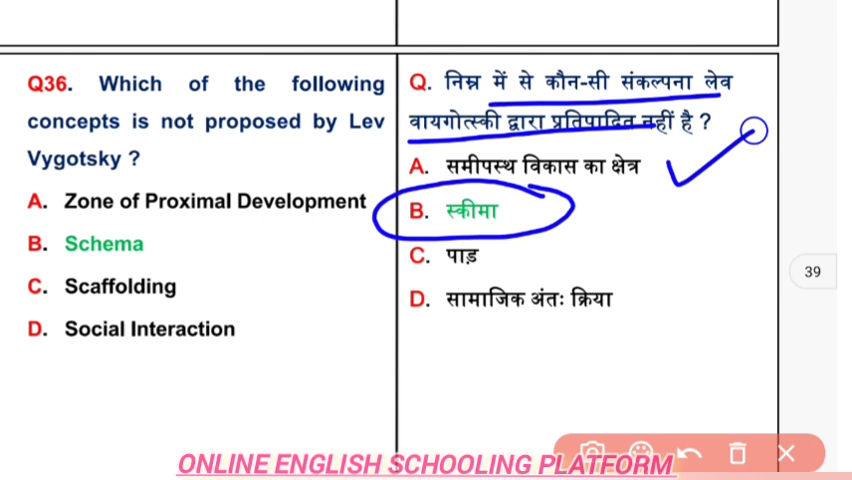 Q36. Which of the following
concepts is not proposed by Lev
Vygotsky ?
A. Zone of Proximal Development
B. Schema
C. Scaffolding
D. Social Interaction
Q. निम्न में से कौन-सी संकल्पना लेव
वायगोत्स्की द्वारा प्रतिपादित नहीं है ?
A. समीपस्थ विकास का क्षेत्र
B. स्कीमा
C. पाड़
D. सामाजिक अंतः क्रिया
39
ONLINE ENGLISH SCHOOLING PLATFORM